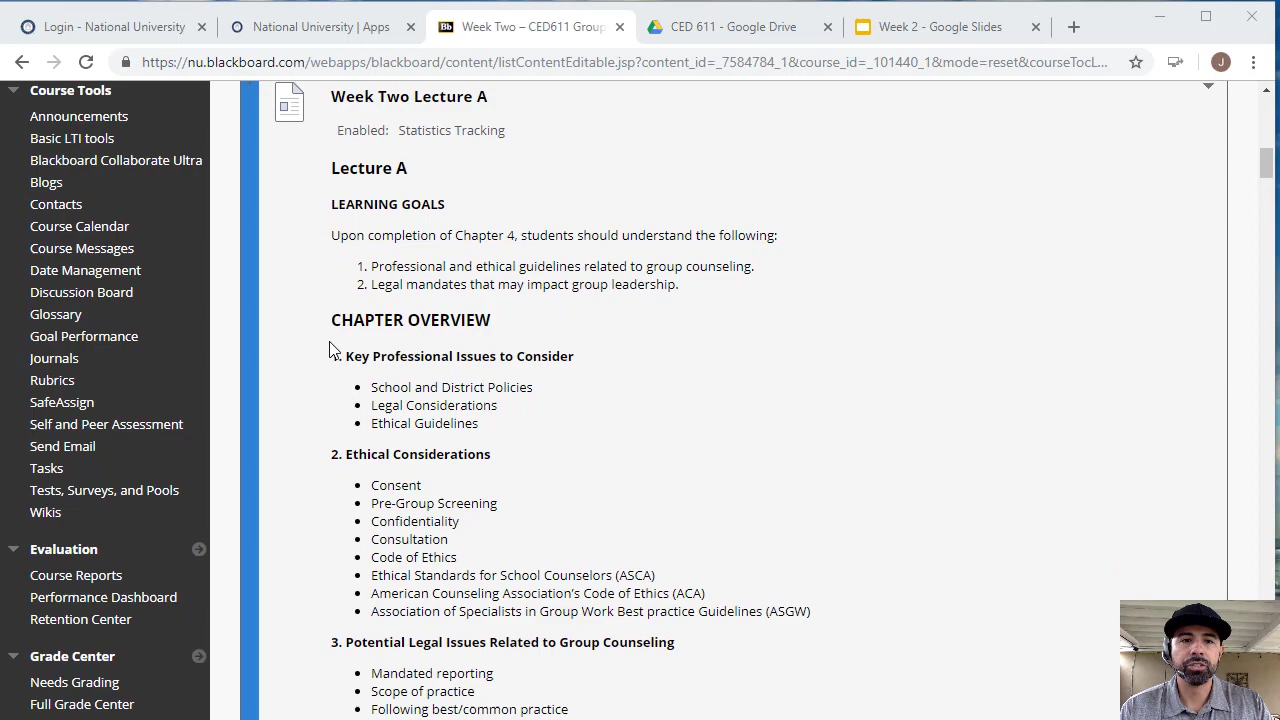 Login - National University
National University | Apps
Bb
Week Two – CED611 Group
CED 611 - Google Drive
Week 2 - Google Slides
https://nu.blackboard.com/webapps/blackboard/content/listContentEditable.jsp?content_id=_7584784_1&course_id=_101440_1&mode=reset&courseTocL...
J
Course Tools
Announcements
Basic LTI tools
Blackboard Collaborate Ultra
Blogs
Contacts
Course Calendar
Course Messages
Date Management
Discussion Board
Glossary
Goal Performance
Journals
Rubrics
SafeAssign
Self and Peer Assessment
Send Email
Tasks
Tests, Surveys, and Pools
Wikis
Evaluation
Course Reports
Performance Dashboard
Retention Center
Grade Center
Needs Grading
Full Grade Center
Week Two Lecture A
Enabled: Statistics Tracking
Lecture A
LEARNING GOALS
Upon completion of Chapter 4, students should understand the following:
1. Professional and ethical guidelines related to group counseling.
2. Legal mandates that may impact group leadership.
CHAPTER OVERVIEW
. Key Professional Issues to Consider
• School and District Policies
• Legal Considerations
• Ethical Guidelines
2. Ethical Considerations
• Consent
• Pre-Group Screening
• Confidentiality
• Consultation
• Code of Ethics
• Ethical Standards for School Counselors (ASCA)
• American Counseling Association's Code of Ethics (ACA)
• Association of Specialists in Group Work Best practice Guidelines (ASGW)
3. Potential Legal Issues Related to Group Counseling
• Mandated reporting
• Scope of practice
• Following best/common practice